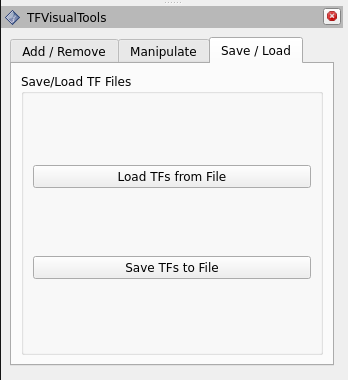 TFVisualTools
Add / Remove
Manipulate
Save / Load
Save/Load TF Files
Load TFs from File
Save TFs to File